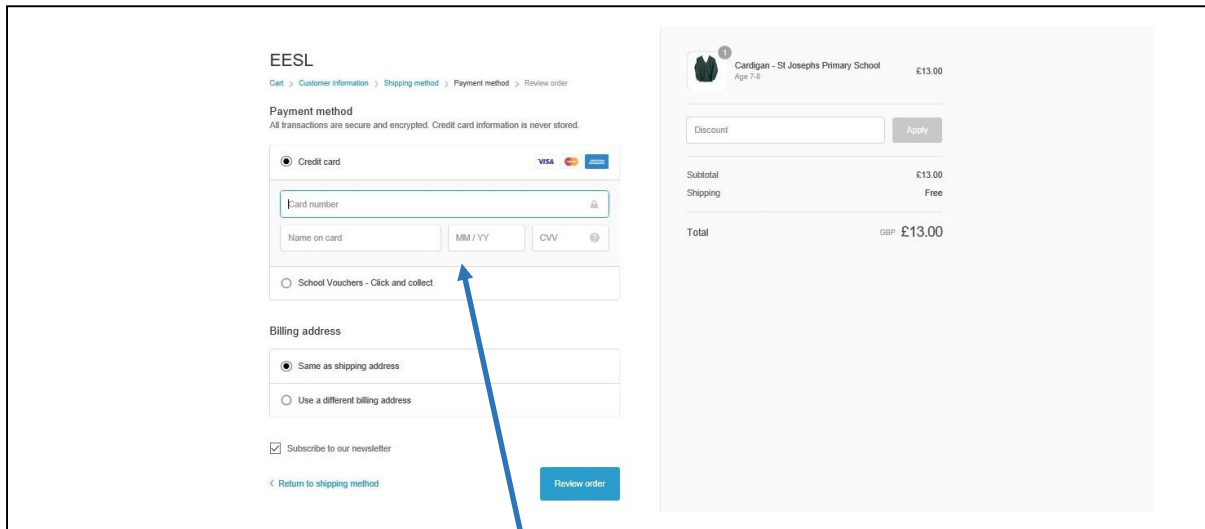 EESL
Cart > Customer information > Shipping method > Payment method > Review order
Payment method
All transactions are secure and encrypted. Credit card information is never stored.
Credit card
VISA
Card number
Name on card
MM / YY
CVV
?
School Vouchers - Click and collect
Billing address
Same as shipping address
Use a different billing address
Subscribe to our newsletter
< Return to shipping method
Review order
1
Cardigan - St Josephs Primary School
£13.00
Age 7-8
Discount
Apply
Subtotal
£13.00
Shipping
Free
Total
GBP £13.00